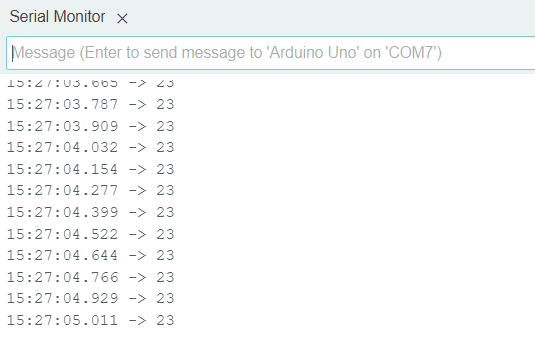 Serial Monitor ×
Message (Enter to send message to 'Arduino Uno' on 'COM7')
15:27:03.665 -> 23
15:27:03.787 -> 23
15:27:03.909 -> 23
15:27:04.032 -> 23
15:27:04.154 -> 23
15:27:04.277 -> 23
15:27:04.399 -> 23
15:27:04.522 -> 23
15:27:04.644 -> 23
15:27:04.766 -> 23
15:27:04.929 -> 23
15:27:05.011 -> 23